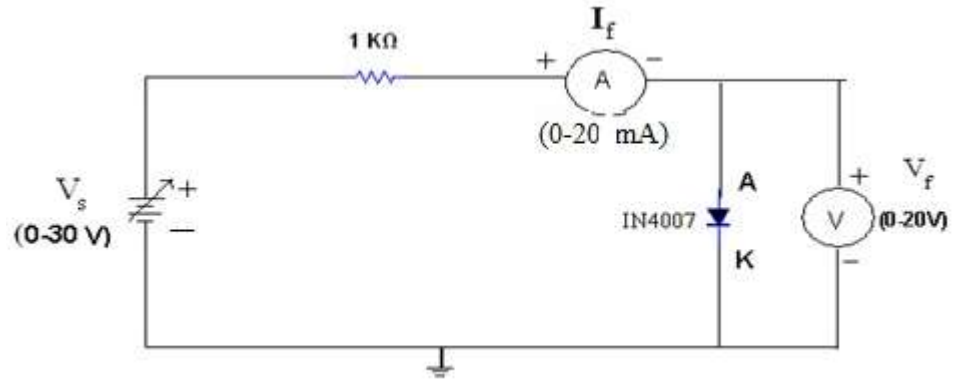 I_f
1 KΩ
+ A −
(0-20 mA)
V_s
+
(0-30 V)
−
A
IN4007
K
V_f
+
V
(0-20V)
−